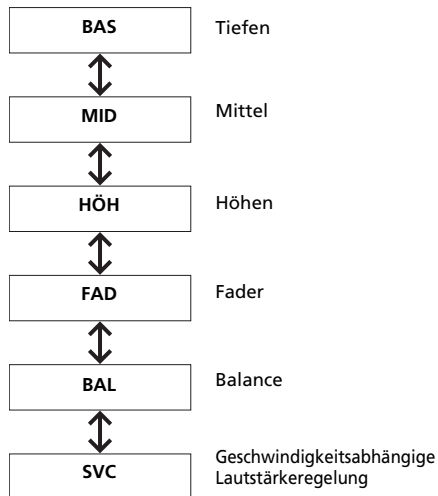 BAS Tiefen
MID Mittel
HÖH Höhen
FAD Fader
BAL Balance
SVC Geschwindigkeitsabhängige
Lautstärkeregelung